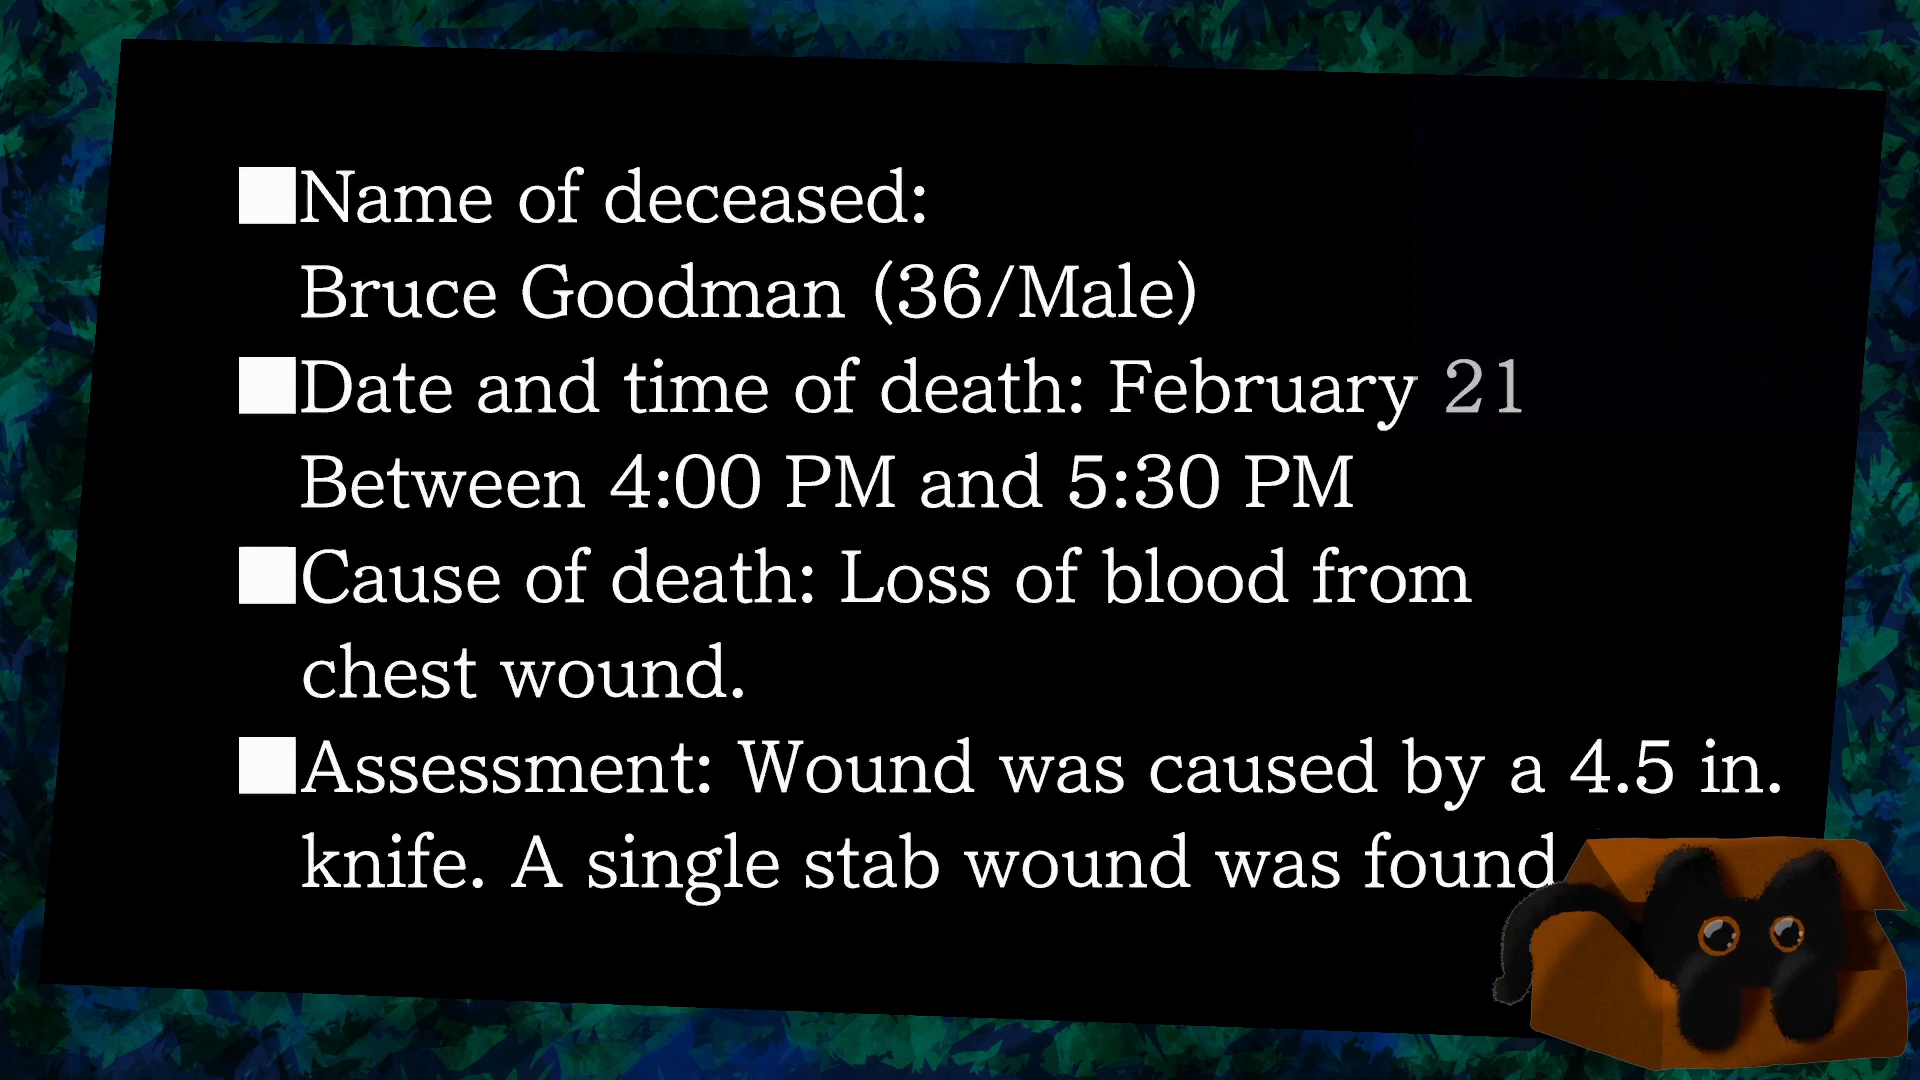 ■Name of deceased:
Bruce Goodman (36/Male)
■Date and time of death: February 21
Between 4:00 PM and 5:30 PM
■Cause of death: Loss of blood from
chest wound.
■Assessment: Wound was caused by a 4.5 in.
knife. A single stab wound was found